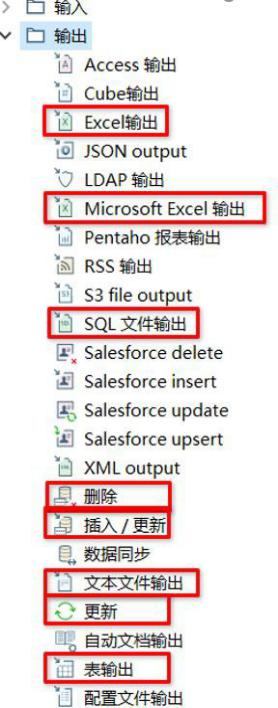 输入
输出
Access 输出
Cube输出
Excel输出
JSON output
LDAP 输出
Microsoft Excel 输出
Pentaho 报表输出
RSS 输出
S3 file output
SQL 文件输出
Salesforce delete
Salesforce insert
Salesforce update
Salesforce upsert
XML output
删除
插入 / 更新
数据同步
文本文件输出
更新
自动文档输出
表输出
配置文件输出